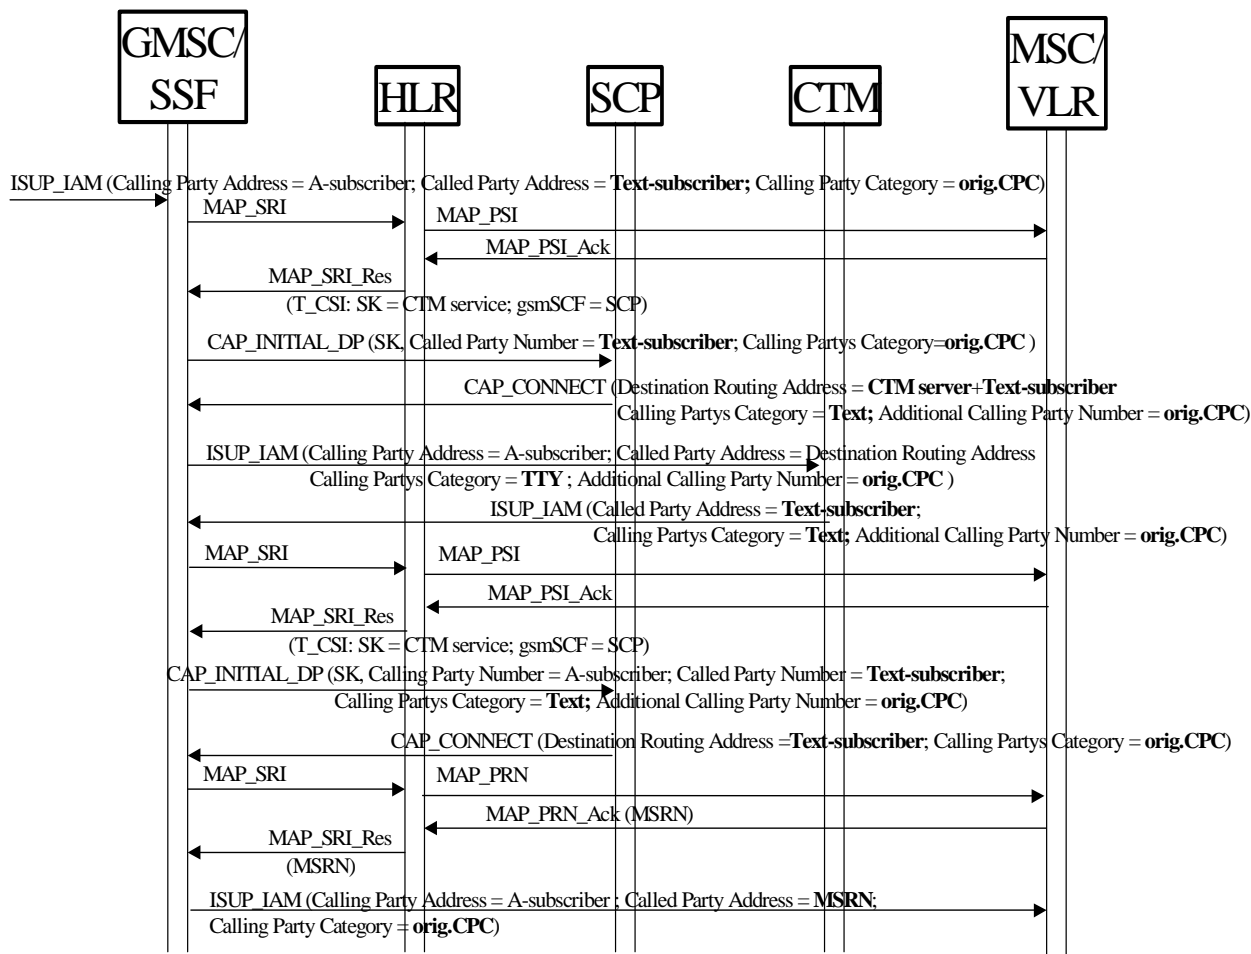 GMSC/
SSF
HLR
SCP
CTM
MSC/
VLR
ISUP_IAM (Calling Party Address = A-subscriber; Called Party Address = Text-subscriber; Calling Party Category = orig.CPC)
MAP_SRI
MAP_PSI
MAP_PSI_Ack
MAP_SRI_Res
(T_CSI: SK = CTM service; gsmSCF = SCP)
CAP_INITIAL_DP (SK, Called Party Number = Text-subscriber; Calling Partys Category=orig.CPC )
CAP_CONNECT (Destination Routing Address = CTM server+Text-subscriber
Calling Partys Category = Text; Additional Calling Party Number = orig.CPC)
ISUP_IAM (Calling Party Address = A-subscriber; Called Party Address = Destination Routing Address
Calling Partys Category = TTY ; Additional Calling Party Number = orig.CPC )
ISUP_IAM (Called Party Address = Text-subscriber;
Calling Partys Category = Text; Additional Calling Party Number = orig.CPC)
MAP_SRI
MAP_PSI
MAP_PSI_Ack
MAP_SRI_Res
(T_CSI: SK = CTM service; gsmSCF = SCP)
CAP_INITIAL_DP (SK, Calling Party Number = A-subscriber; Called Party Number = Text-subscriber;
Calling Partys Category = Text; Additional Calling Party Number = orig.CPC)
CAP_CONNECT (Destination Routing Address =Text-subscriber; Calling Partys Category = orig.CPC)
MAP_SRI
MAP_PRN
MAP_PRN_Ack (MSRN)
MAP_SRI_Res
(MSRN)
ISUP_IAM (Calling Party Address = A-subscriber ; Called Party Address = MSRN;
Calling Party Category = orig.CPC)